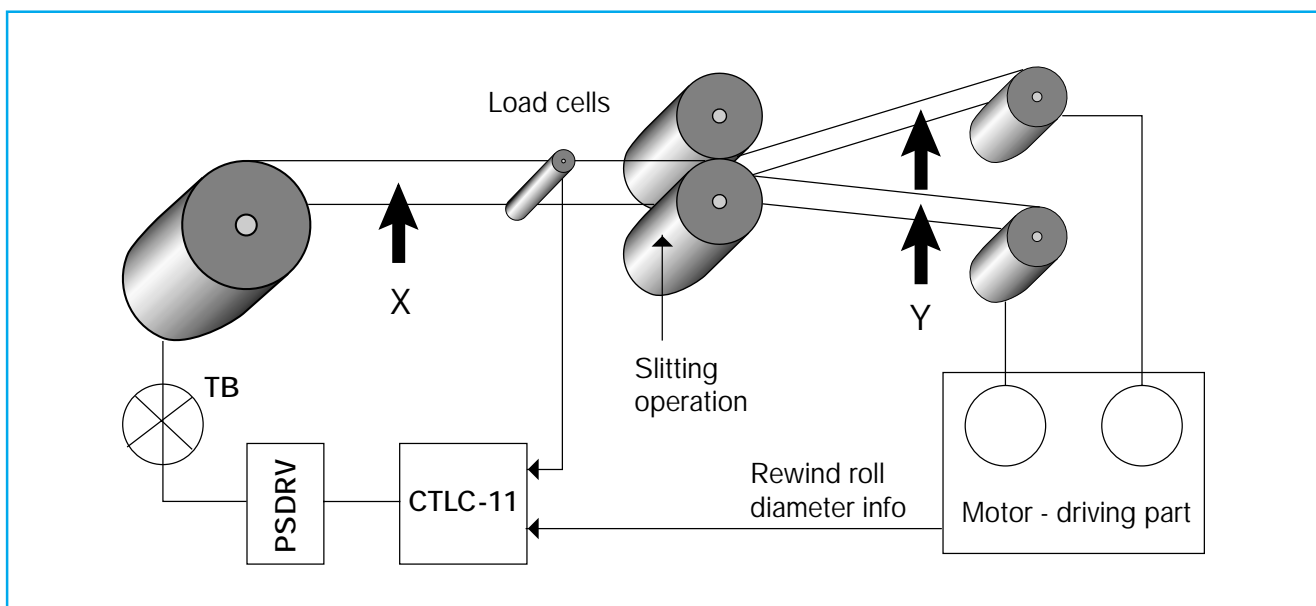 Load cells
X
Y
Slitting
operation
TB
PSDRV
CTLC-11
Rewind roll
diameter info
Motor - driving part